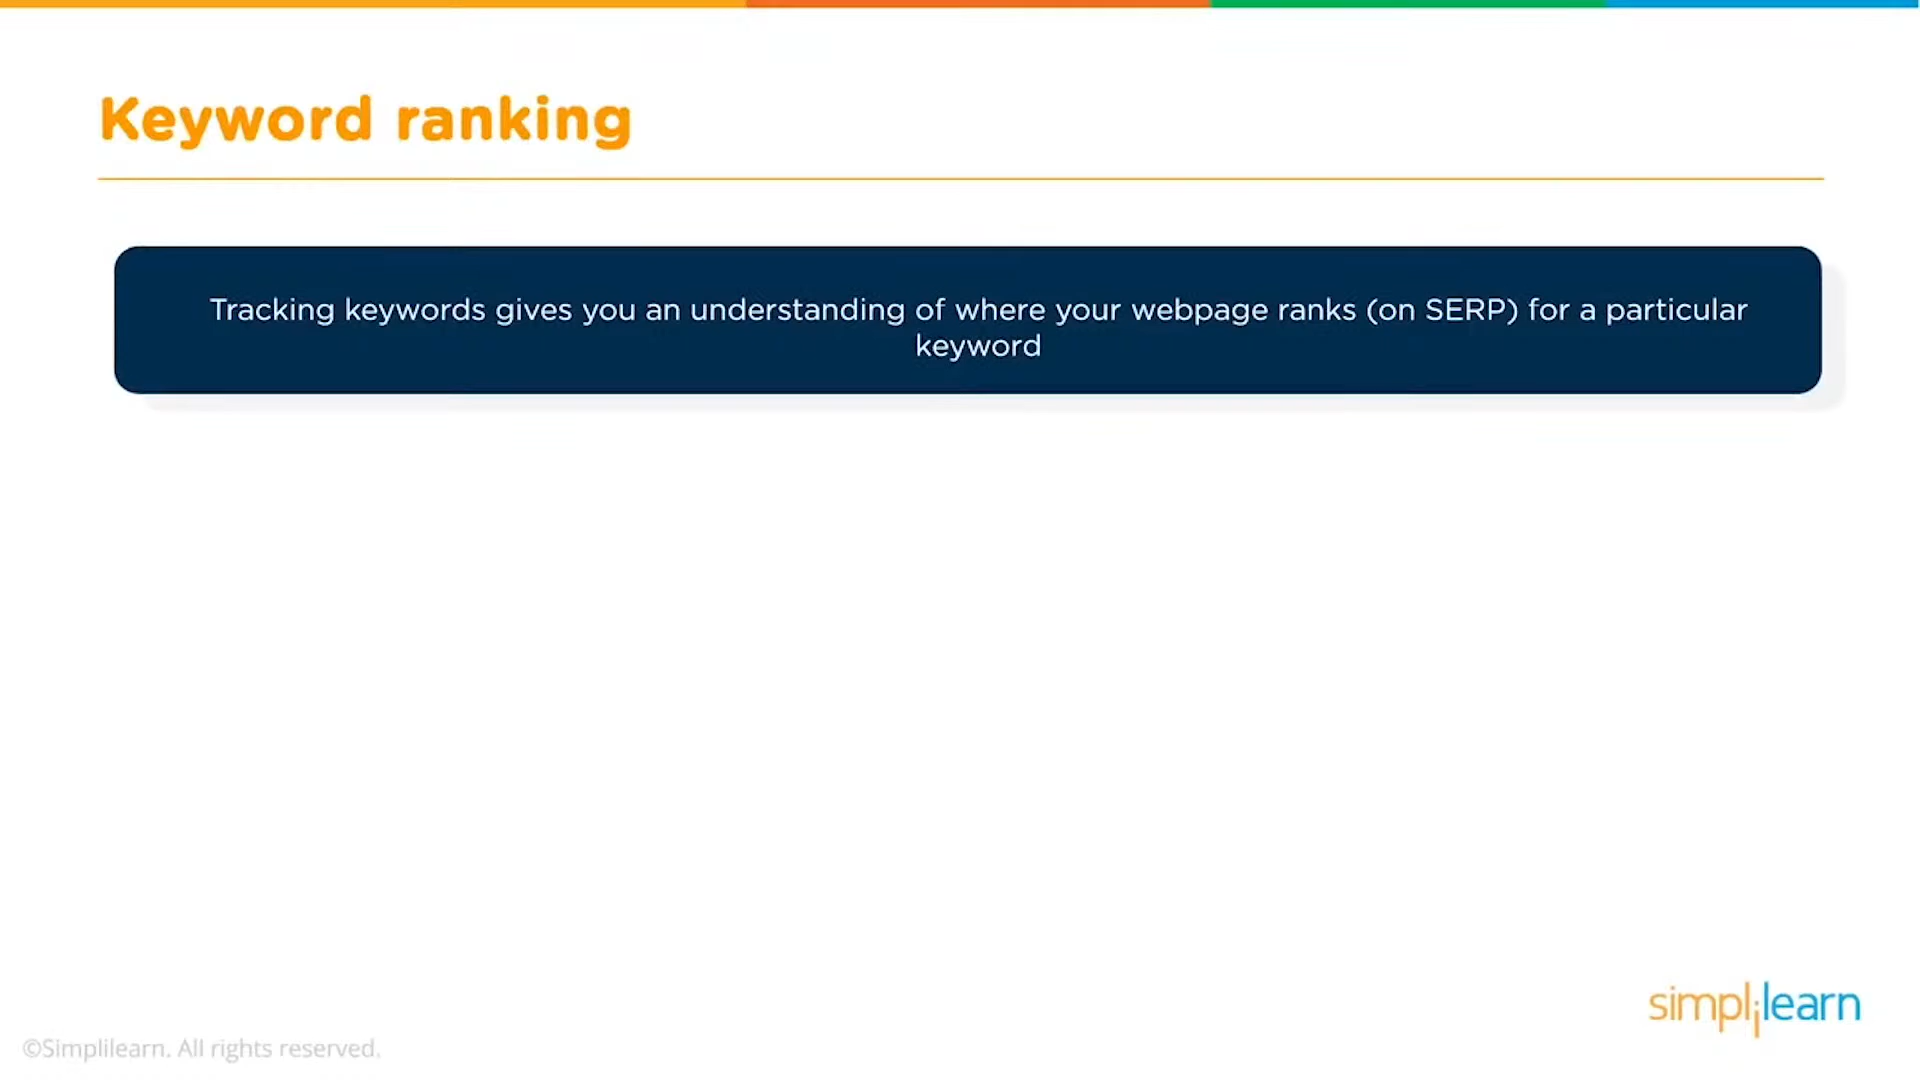 Keyword ranking
Tracking keywords gives you an understanding of where your webpage ranks (on SERP) for a particular
keyword
simplilearn
©Simplilearn. All rights reserved.